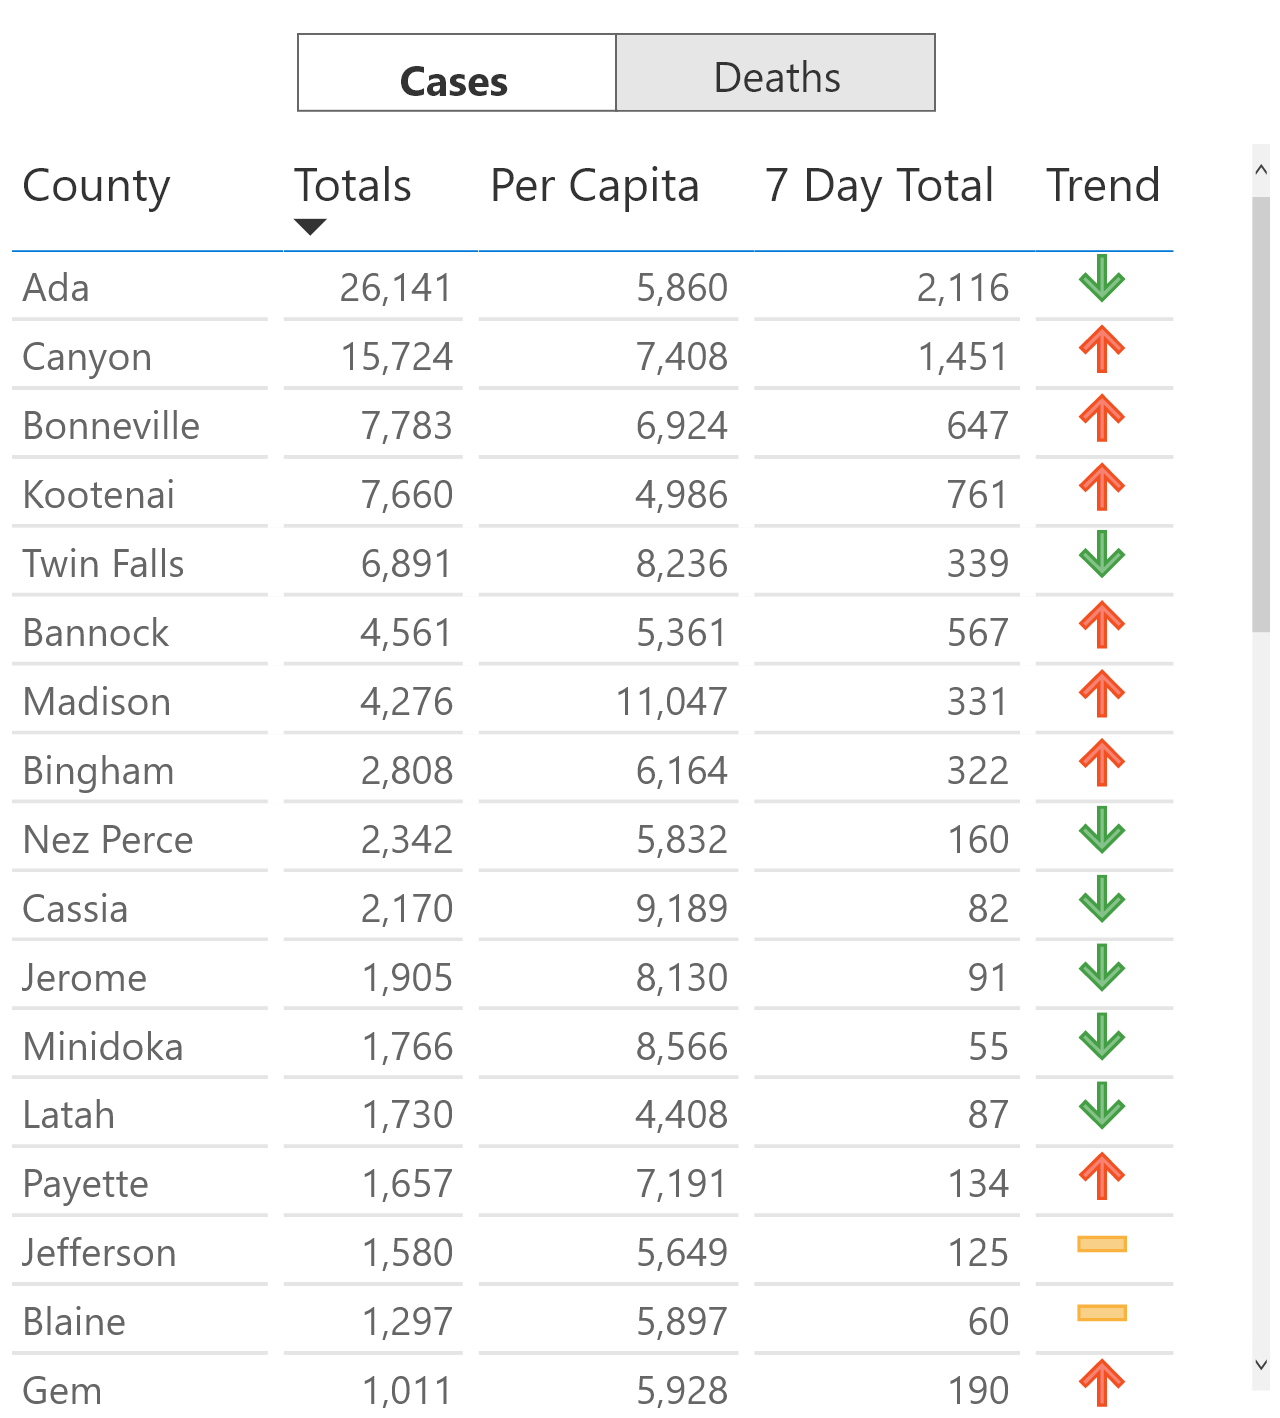 Cases Deaths
County Totals Per Capita 7 Day Total Trend
Ada 26,141 5,860 2,116
Canyon 15,724 7,408 1,451
Bonneville 7,783 6,924 647
Kootenai 7,660 4,986 761
Twin Falls 6,891 8,236 339
Bannock 4,561 5,361 567
Madison 4,276 11,047 331
Bingham 2,808 6,164 322
Nez Perce 2,342 5,832 160
Cassia 2,170 9,189 82
Jerome 1,905 8,130 91
Minidoka 1,766 8,566 55
Latah 1,730 4,408 87
Payette 1,657 7,191 134
Jefferson 1,580 5,649 125
Blaine 1,297 5,897 60
Gem 1,011 5,928 190